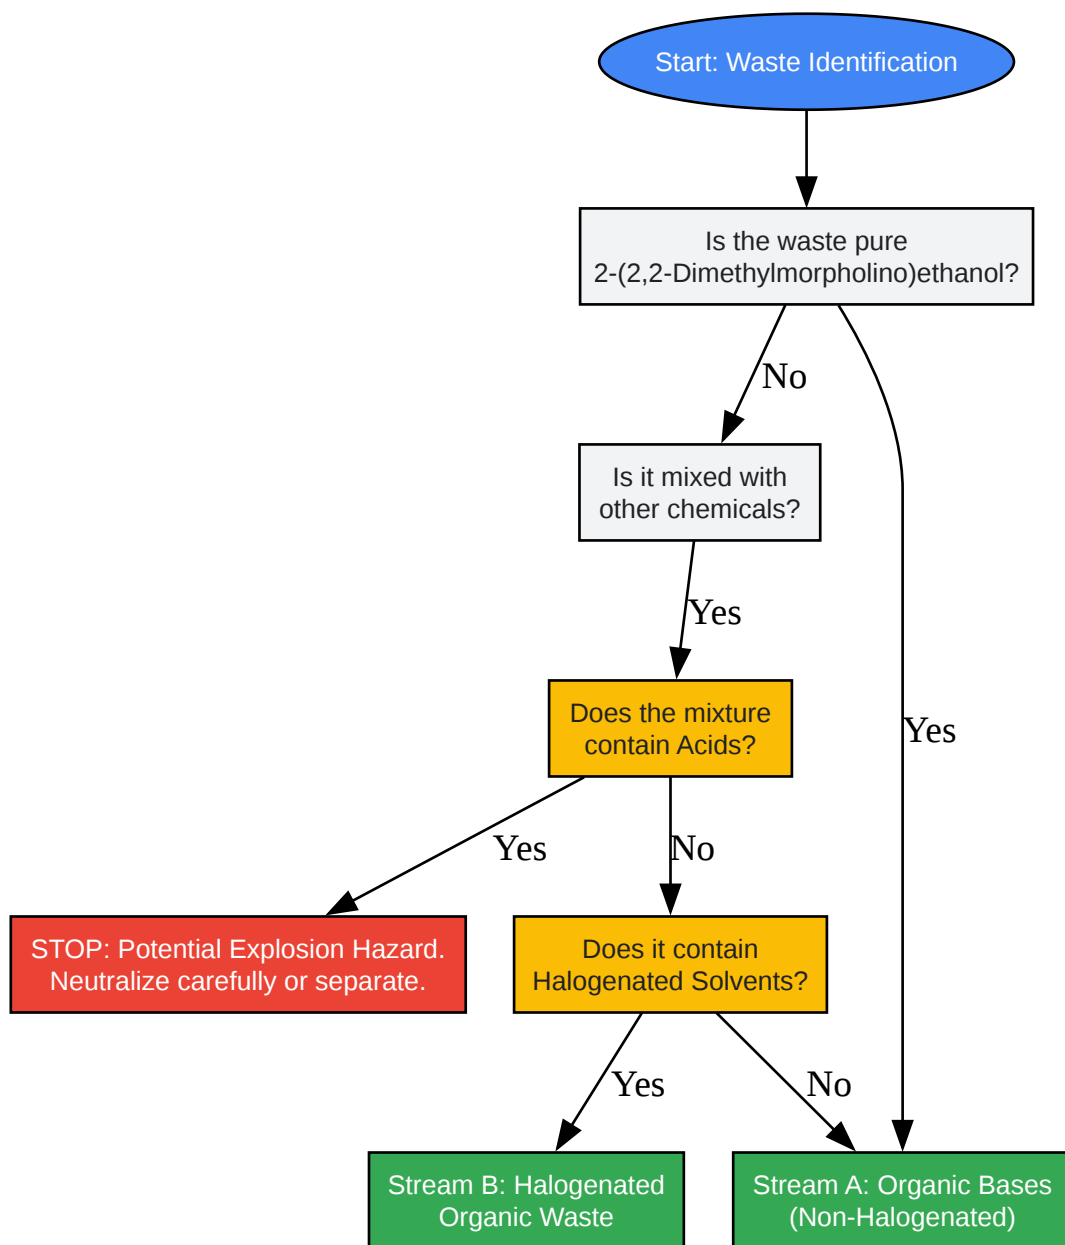 Start: Waste Identification
Is the waste pure
2-(2,2-Dimethylmorpholino)ethanol?
No
Is it mixed with
other chemicals?
Yes
Does the mixture
contain Acids?
Yes
Yes
No
STOP: Potential Explosion Hazard.
Neutralize carefully or separate.
Does it contain
Halogenated Solvents?
Yes
No
Stream B: Halogenated
Organic Waste
Stream A: Organic Bases
(Non-Halogenated)